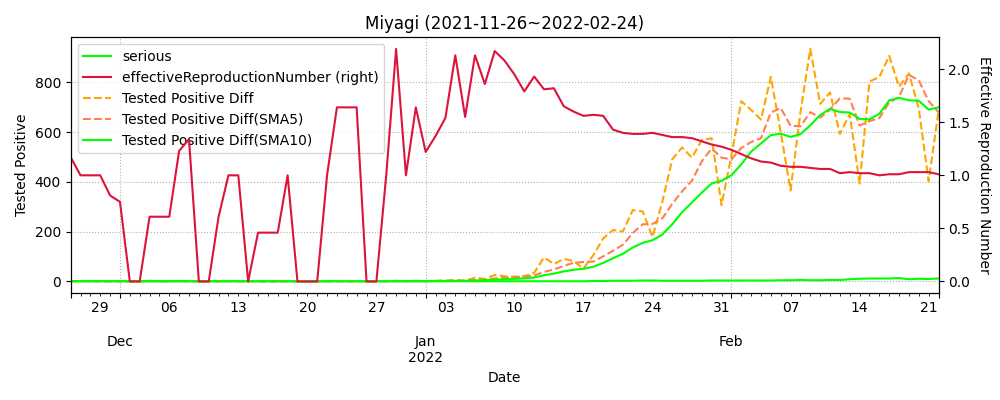 Miyagi (2021-11-26~2022-02-24)
serious
effectiveReproductionNumber (right)
Tested Positive Diff
Tested Positive Diff(SMA5)
Tested Positive Diff(SMA10)
Tested Positive
800
600
400
200
0
2.0
1.5
1.0
0.5
0.0
Effective Reproduction Number
29 06 13 20 27 03 10 17 24 31 07 14 21
Dec Jan Feb
2022
Date